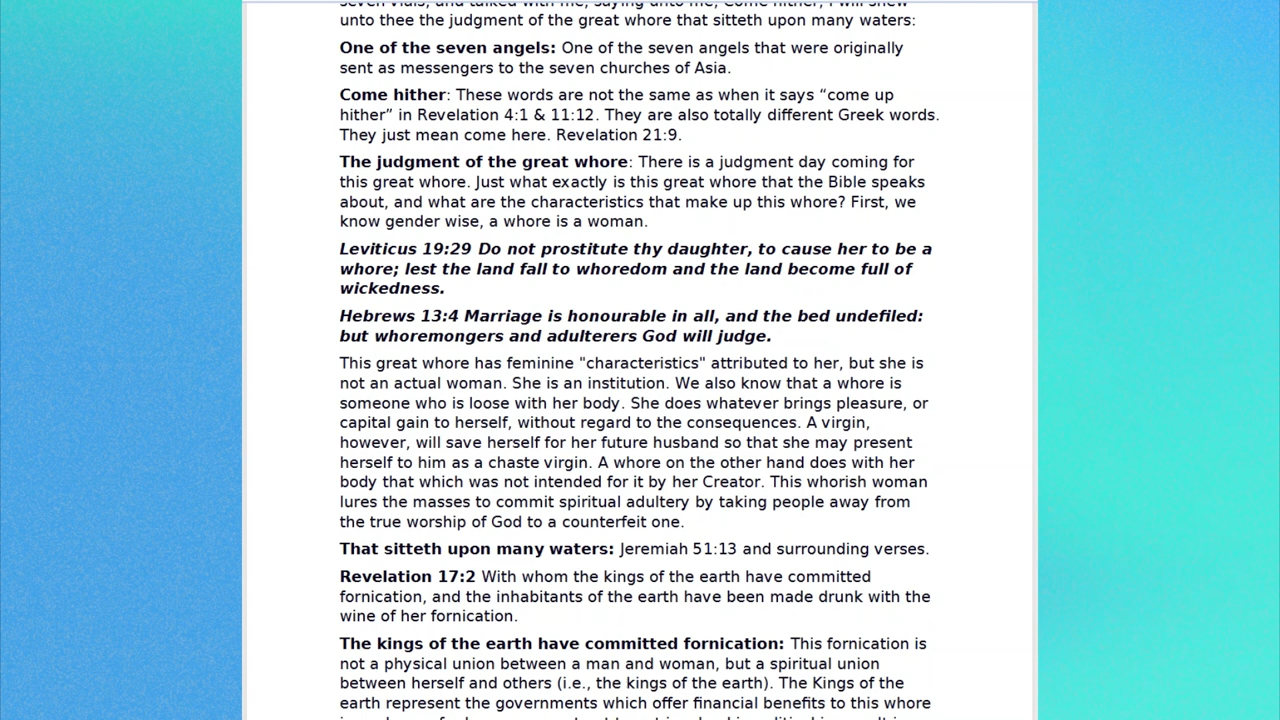 seven vials, and talked with me, saying unto me, Come hither; I will shew
unto thee the judgment of the great whore that sitteth upon many waters:
One of the seven angels: One of the seven angels that were originally
sent as messengers to the seven churches of Asia.
Come hither: These words are not the same as when it says “come up
hither” in Revelation 4:1 & 11:12. They are also totally different Greek words.
They just mean come here. Revelation 21:9.
The judgment of the great whore: There is a judgment day coming for
this great whore. Just what exactly is this great whore that the Bible speaks
about, and what are the characteristics that make up this whore? First, we
know gender wise, a whore is a woman.
Leviticus 19:29 Do not prostitute thy daughter, to cause her to be a
whore; lest the land fall to whoredom and the land become full of
wickedness.
Hebrews 13:4 Marriage is honourable in all, and the bed undefiled:
but whoremongers and adulterers God will judge.
This great whore has feminine "characteristics" attributed to her, but she is
not an actual woman. She is an institution. We also know that a whore is
someone who is loose with her body. She does whatever brings pleasure, or
capital gain to herself, without regard to the consequences. A virgin,
however, will save herself for her future husband so that she may present
herself to him as a chaste virgin. A whore on the other hand does with her
body that which was not intended for it by her Creator. This whorish woman
lures the masses to commit spiritual adultery by taking people away from
the true worship of God to a counterfeit one.
That sitteth upon many waters: Jeremiah 51:13 and surrounding verses.
Revelation 17:2 With whom the kings of the earth have committed
fornication, and the inhabitants of the earth have been made drunk with the
wine of her fornication.
The kings of the earth have committed fornication: This fornication is
not a physical union between a man and woman, but a spiritual union
between herself and others (i.e., the kings of the earth). The Kings of the
earth represent the governments which offer financial benefits to this whore